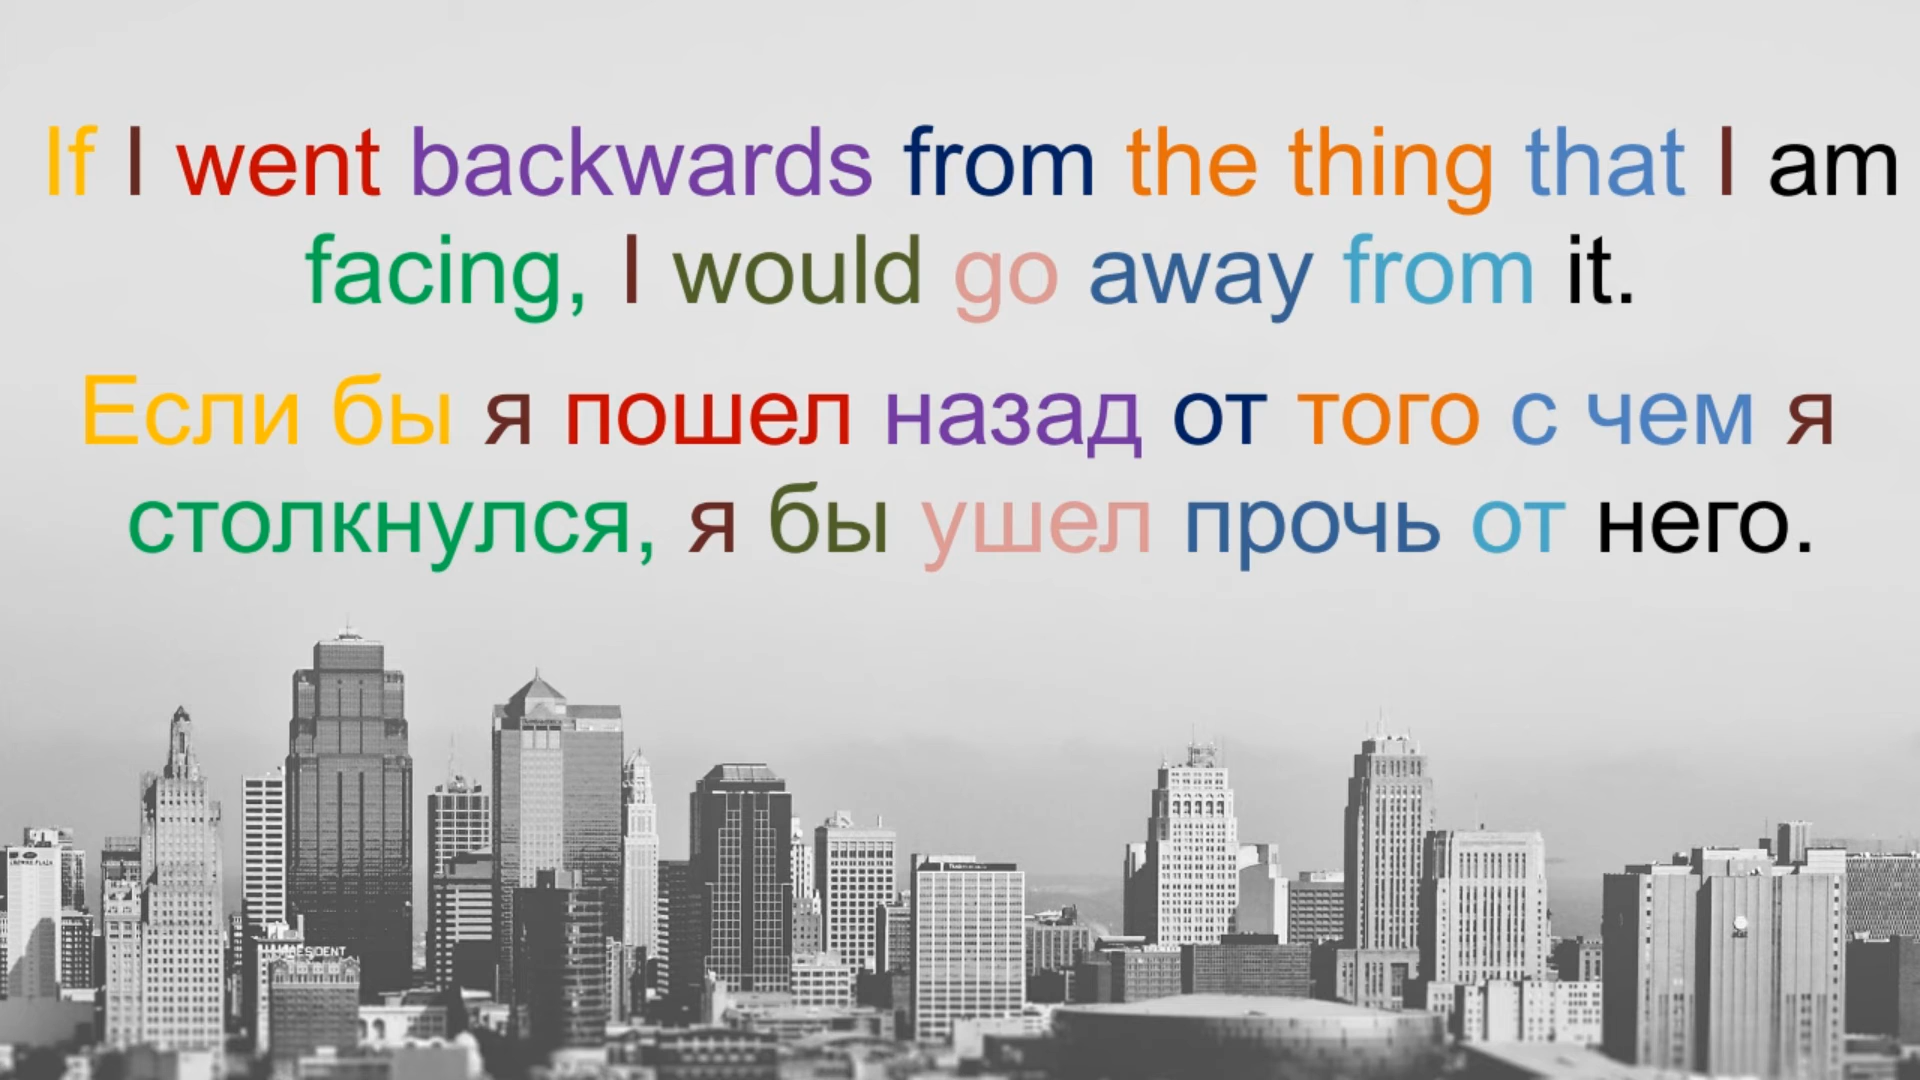 If I went backwards from the thing that I am
facing, I would go away from it.
Если бы я пошел назад от того с чем я
столкнулся, я бы ушел прочь от него.